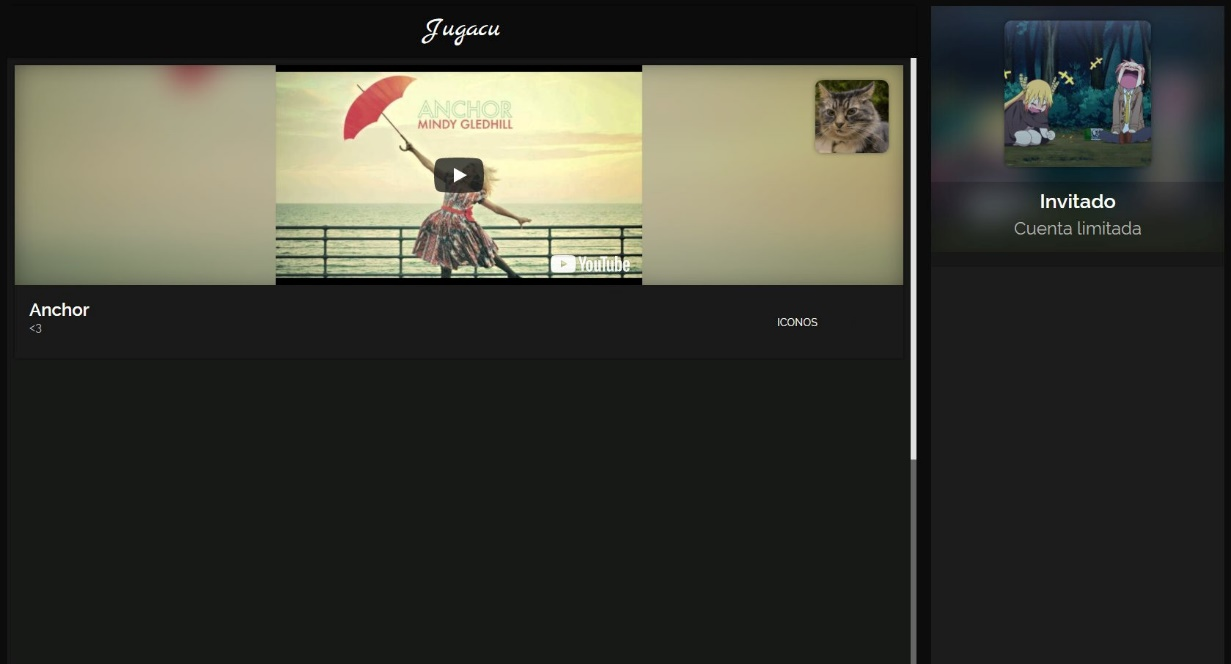 Jugacu
ANCHOR
MINDY GLEDHILL
YouTube
Anchor
<3
ICONOS
Invitado
Cuenta limitada